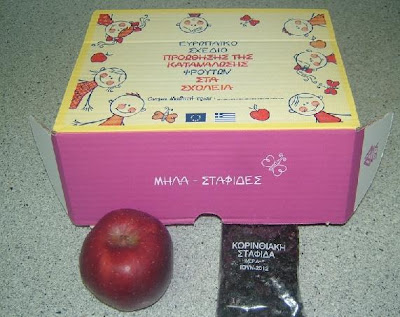 ΕΥΡΩΠΑΪΚΟ
ΣΧΕΔΙΟ
ΠΡΟΩΘΗΣΗΣ ΤΗΣ
ΚΑΤΑΝΑΛΩΣΗΣ
ΦΡΟΥΤΩΝ
ΣΤΑ
ΣΧΟΛΕΙΑ
ΜΗΛΑ - ΣΤΑΦΙΔΕΣ
ΚΟΡΙΝΘΙΑΚΗ
ΣΤΑΦΙΔΑ